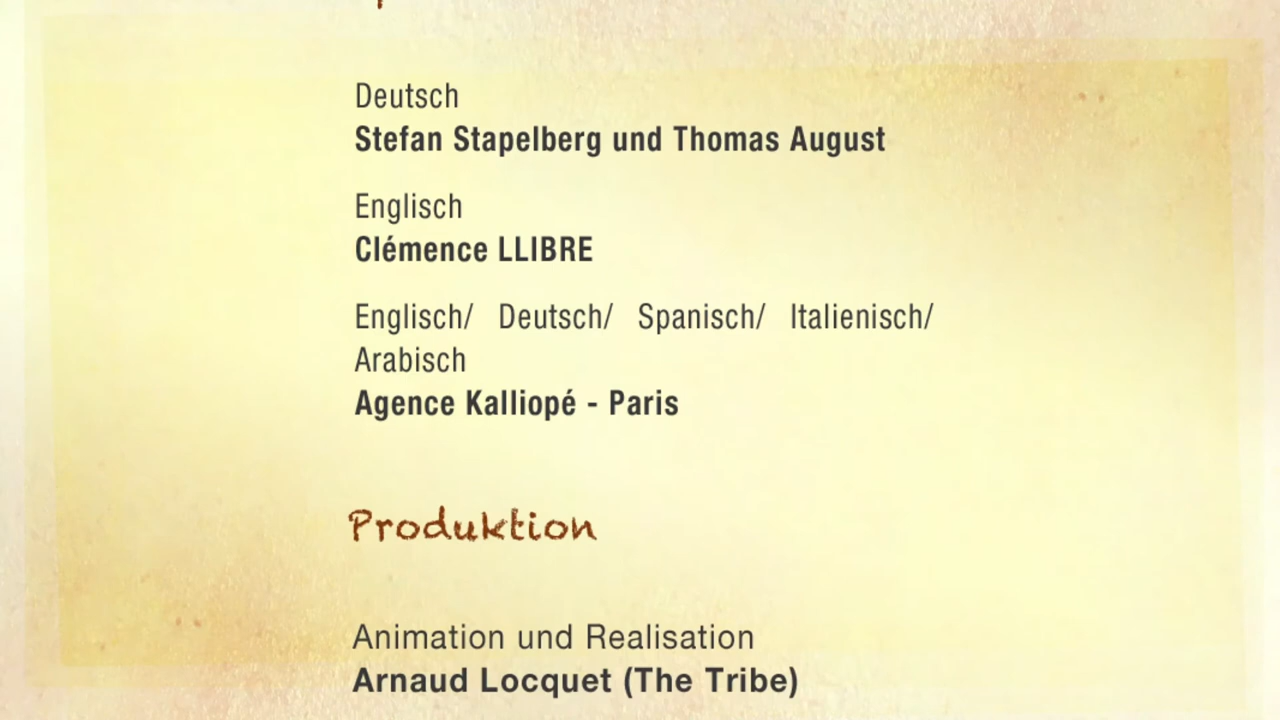 Deutsch
Stefan Stapelberg und Thomas August
Englisch
Clémence LLIBRE
Englisch/ Deutsch/ Spanisch/ Italienisch/
Arabisch
Agence Kalliopé - Paris
Produktion
Animation und Realisation
Arnaud Locquet (The Tribe)